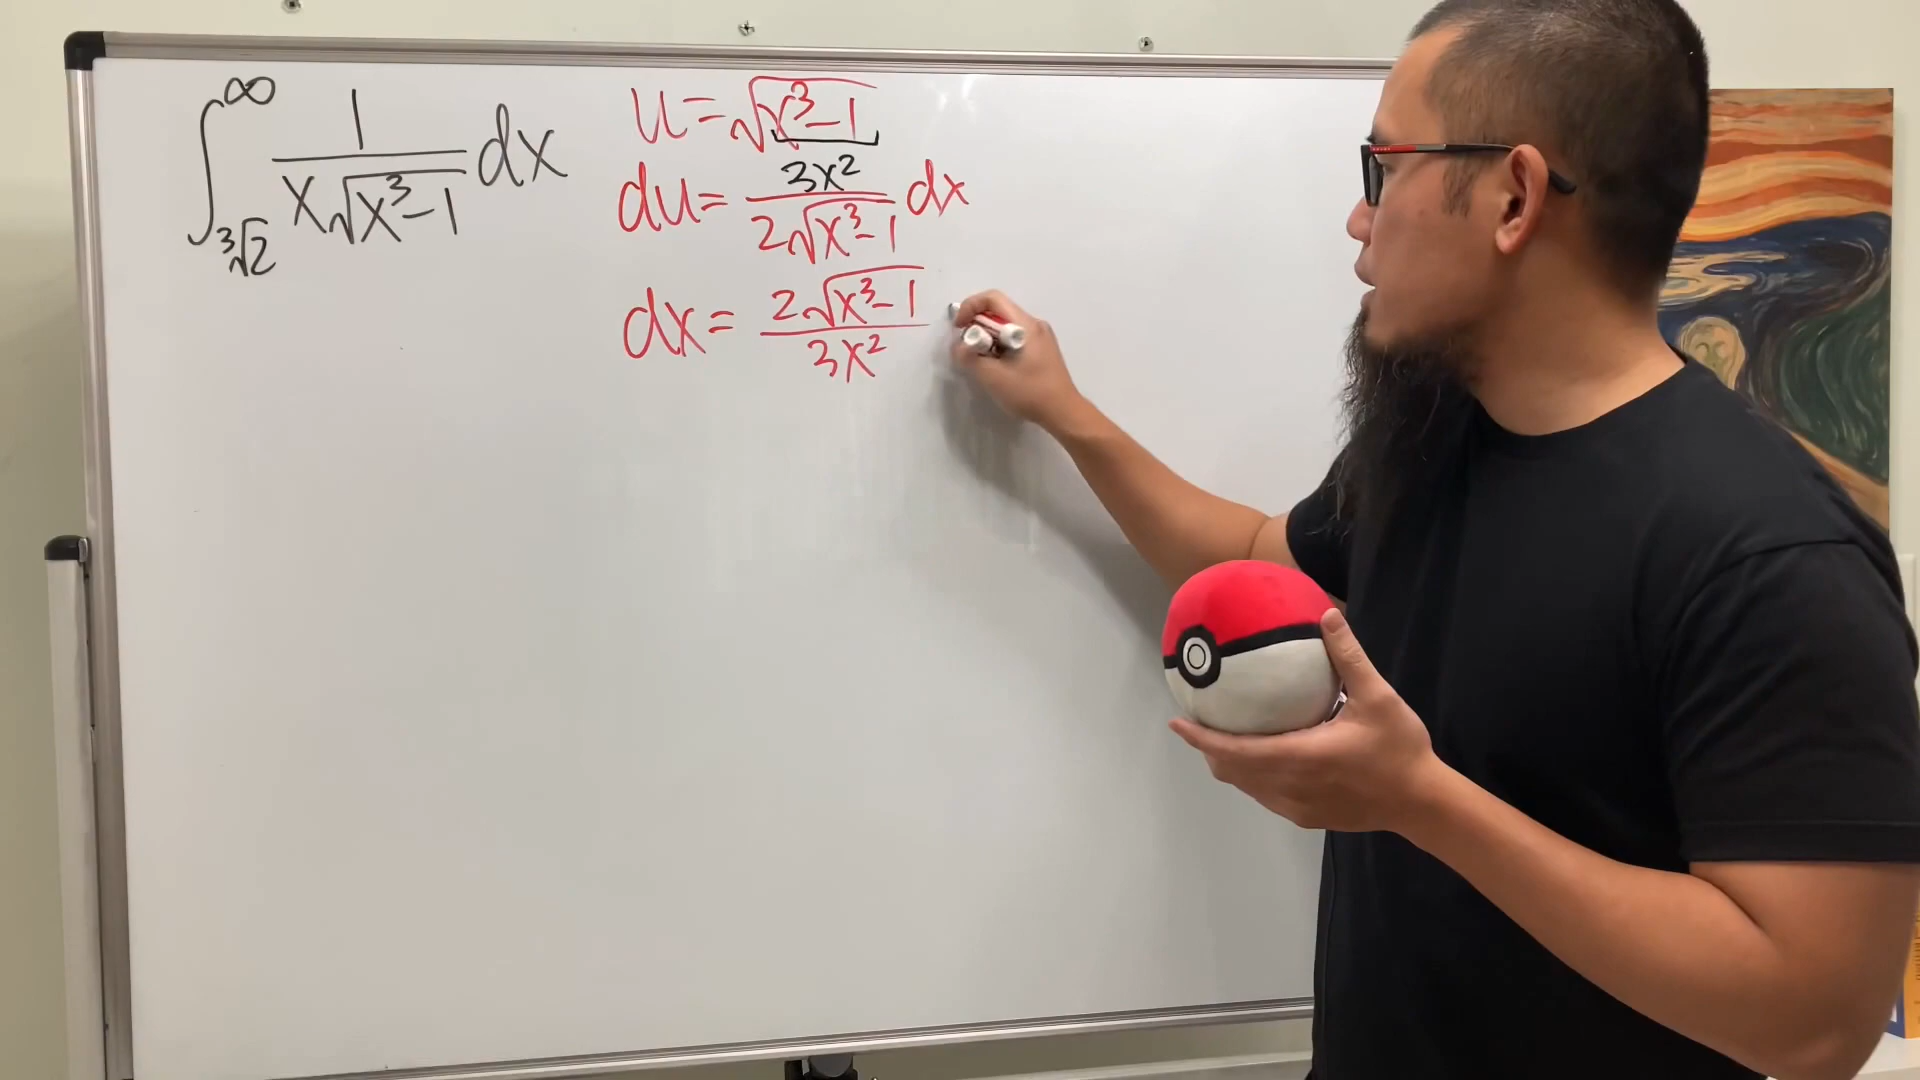 ∫_{∛2}^{∞} 1/(x√(x³-1)) dx
u = √(x³-1)
du = 3x²/(2√(x³-1)) dx
dx = 2√(x³-1)/(3x²)